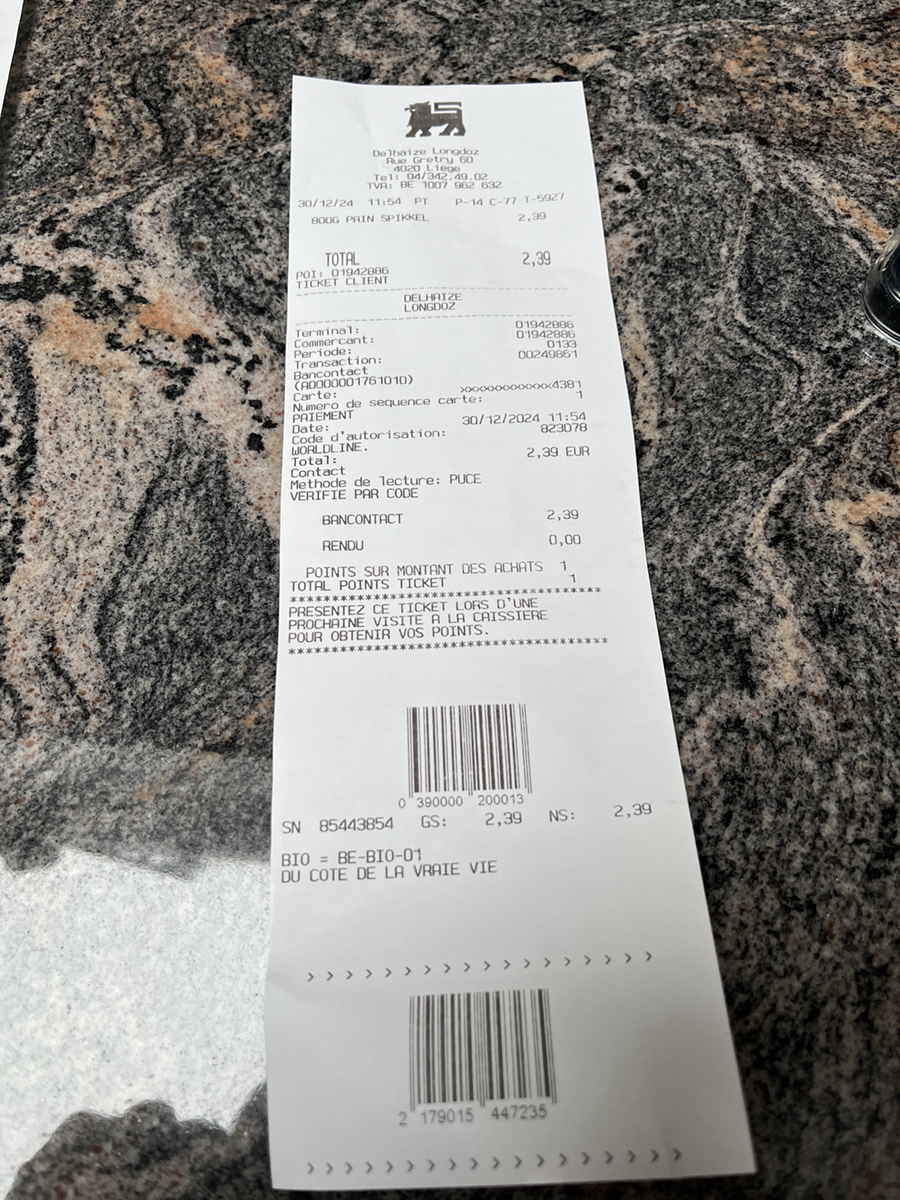 Delhaize Longdoz
Rue Gretry 60
4020 Liege
Tel: 04/342.49.02
TVA: BE 1007 962 632
30/12/24 11:54 PT P-14 C-77 T-5927
800G PAIN SPIKKEL 2,39
TOTAL 2,39
POI: 01942886
TICKET CLIENT
DELHAIZE
LONGDOZ
Terminal: 01942886
Commercant: 01942886
Periode: 0133
Transaction: 00249861
Bancontact
(A0000001761010)
Carte: xxxxxxxxxxxxx4381
Numero de sequence carte: 1
PAIEMENT
Date: 30/12/2024 11:54
Code d'autorisation: 823078
WORLDLINE.
Total: 2,39 EUR
Contact
Methode de lecture: PUCE
VERIFIE PAR CODE
BANCONTACT 2,39
RENDU 0,00
POINTS SUR MONTANT DES ACHATS 1
TOTAL POINTS TICKET 1
****************************************
PRESENTEZ CE TICKET LORS D'UNE
PROCHAINE VISITE A LA CAISSIERE
POUR OBTENIR VOS POINTS.
****************************************
0 390000 200013
SN 85443854 GS: 2,39 NS: 2,39
BIO = BE-BIO-01
DU COTE DE LA VRAIE VIE
> > > > > > > > > > > > > > > > > >
2 179015 447235
> > > > > > > > > > > > > > > > > > >